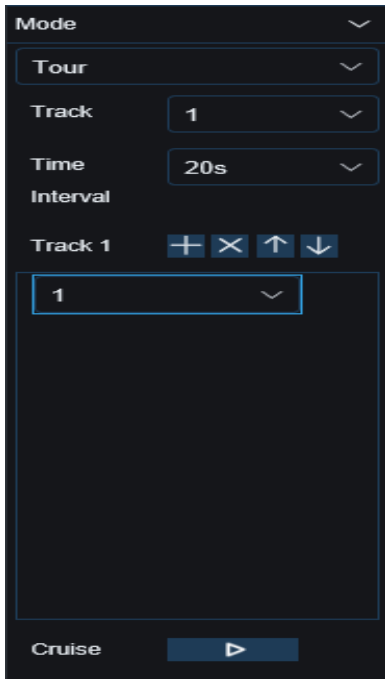 Mode
Tour
Track 1
Time 20s
Interval
Track 1
1
Cruise